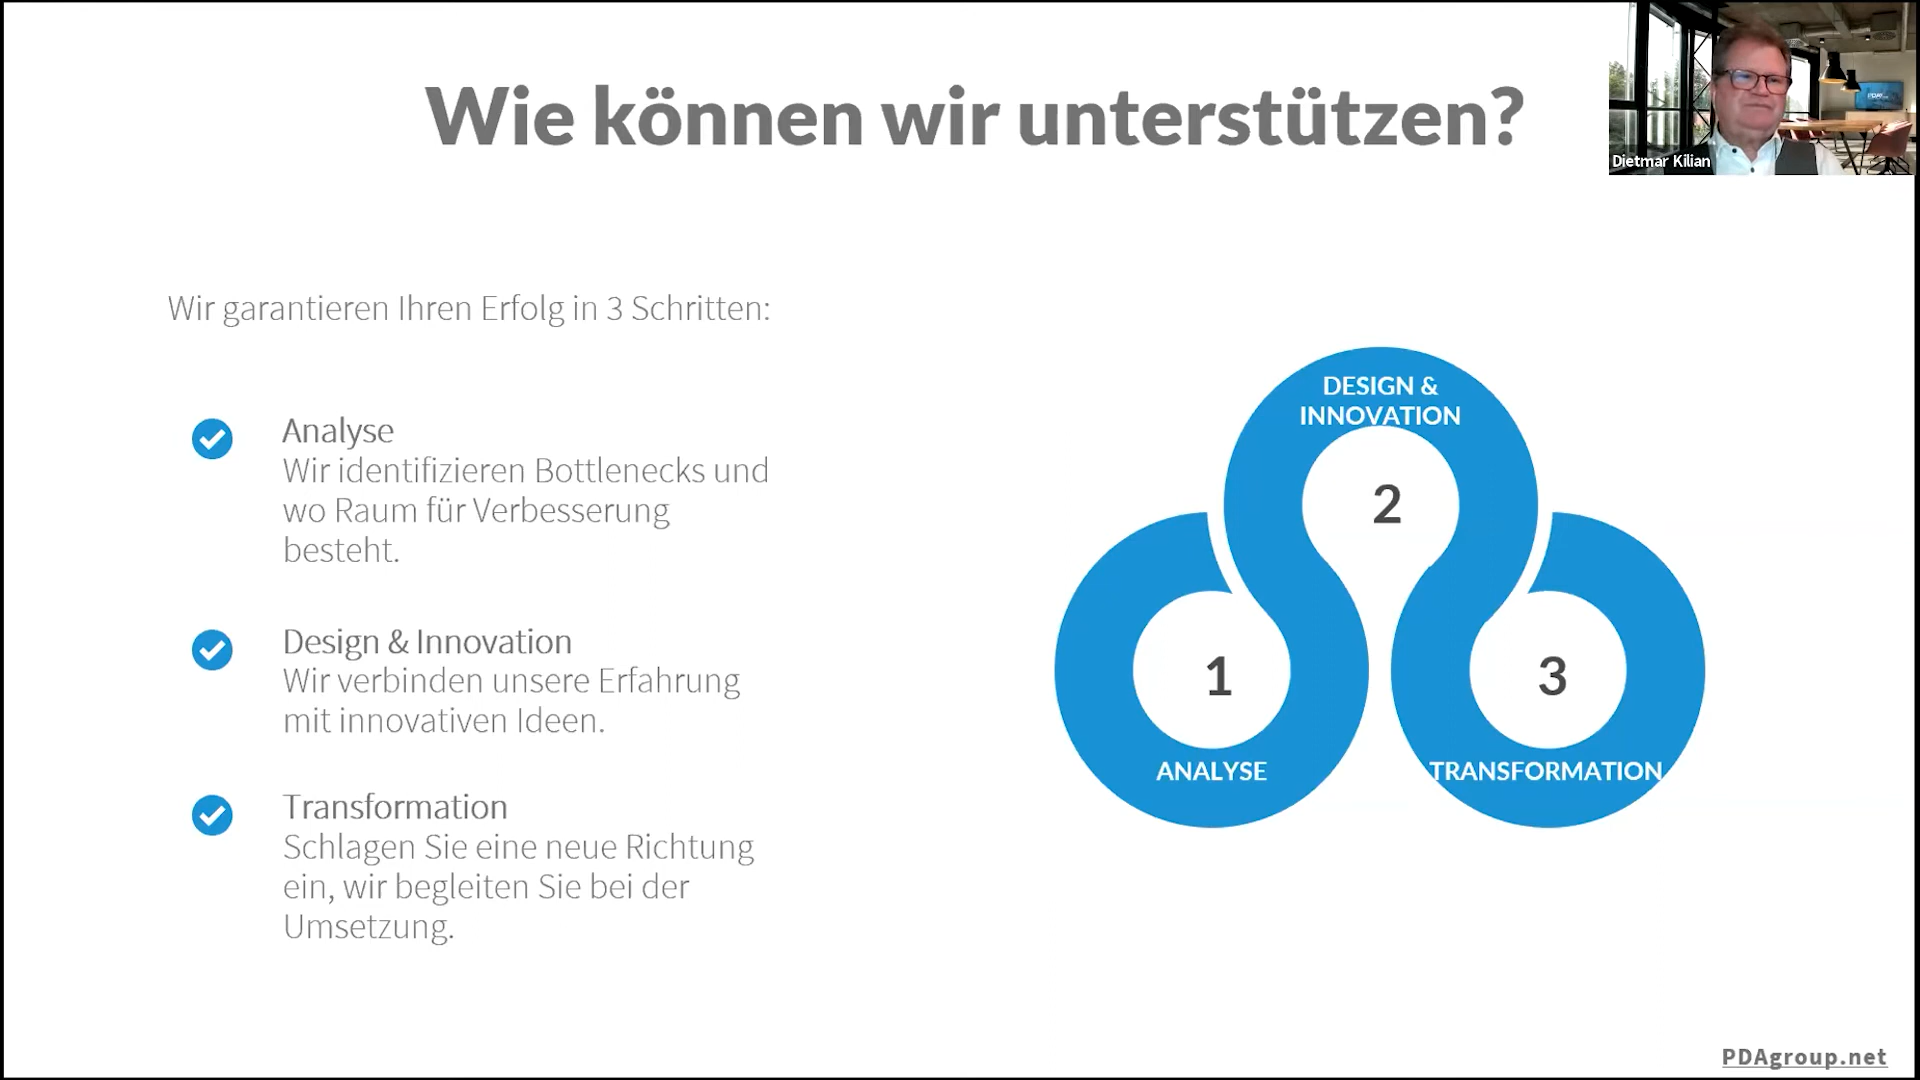 Wie können wir unterstützen?
Dietmar Kilian
Wir garantieren Ihren Erfolg in 3 Schritten:
Analyse
Wir identifizieren Bottlenecks und
wo Raum für Verbesserung
besteht.
Design & Innovation
Wir verbinden unsere Erfahrung
mit innovativen Ideen.
Transformation
Schlagen Sie eine neue Richtung
ein, wir begleiten Sie bei der
Umsetzung.
DESIGN &
INNOVATION
2
1
ANALYSE
3
TRANSFORMATION
PDAgroup.net